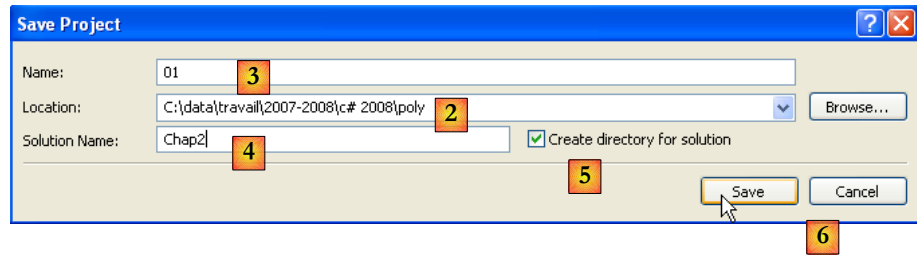 Save Project
Name: 01 3
Location: C:\data\travail\2007-2008\c# 2008\poly 2 Browse...
Solution Name: Chap2 4 Create directory for solution
5
Save Cancel
6